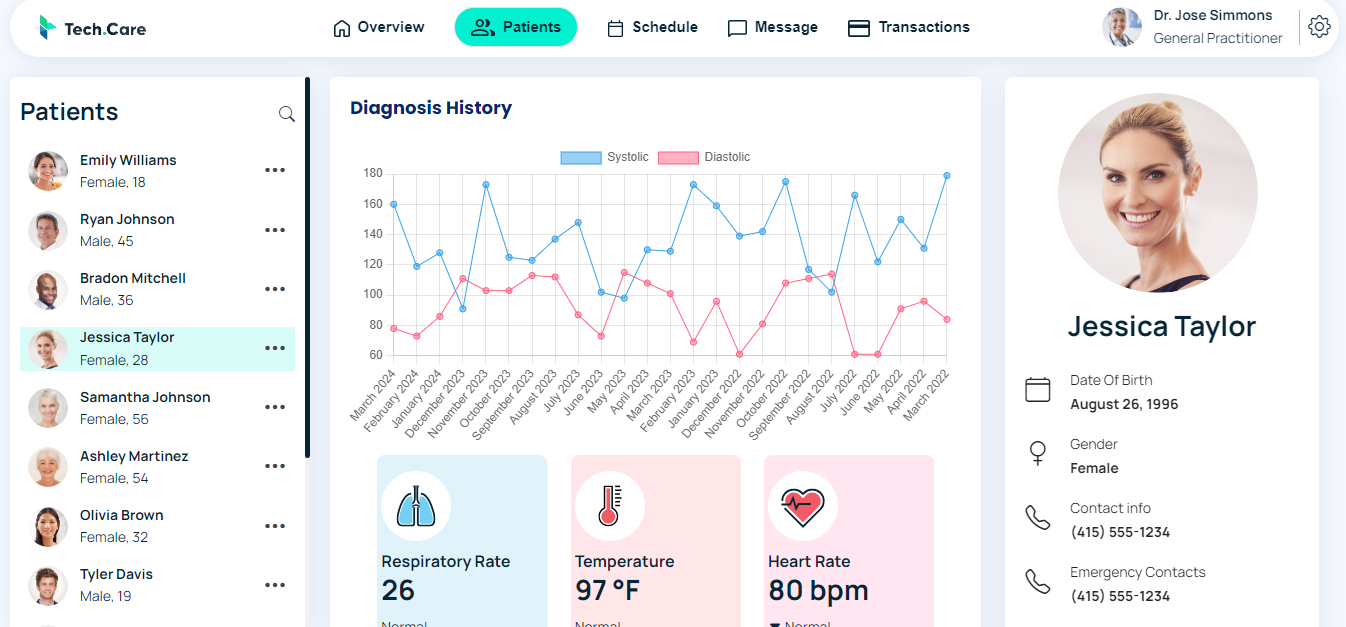 Tech.Care
Overview
Patients
Schedule
Message
Transactions
Dr. Jose Simmons
General Practitioner
Patients
Emily Williams
Female, 18
Ryan Johnson
Male, 45
Bradon Mitchell
Male, 36
Jessica Taylor
Female, 28
Samantha Johnson
Female, 56
Ashley Martinez
Female, 54
Olivia Brown
Female, 32
Tyler Davis
Male, 19
Diagnosis History
Systolic
Diastolic
180
160
140
120
100
80
60
March 2024
February 2024
January 2024
December 2023
November 2023
October 2023
September 2023
August 2023
July 2023
June 2023
May 2023
April 2023
March 2023
February 2023
January 2023
December 2022
November 2022
October 2022
September 2022
August 2022
July 2022
June 2022
May 2022
April 2022
March 2022
Respiratory Rate
26
Normal
Temperature
97 °F
Normal
Heart Rate
80 bpm
Normal
Jessica Taylor
Date Of Birth
August 26, 1996
Gender
Female
Contact info
(415) 555-1234
Emergency Contacts
(415) 555-1234